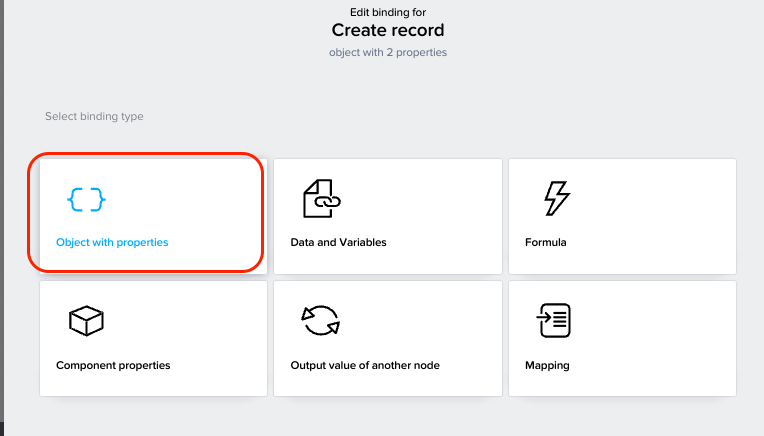 Edit binding for
Create record
object with 2 properties
Select binding type
Object with properties
Data and Variables
Formula
Component properties
Output value of another node
Mapping